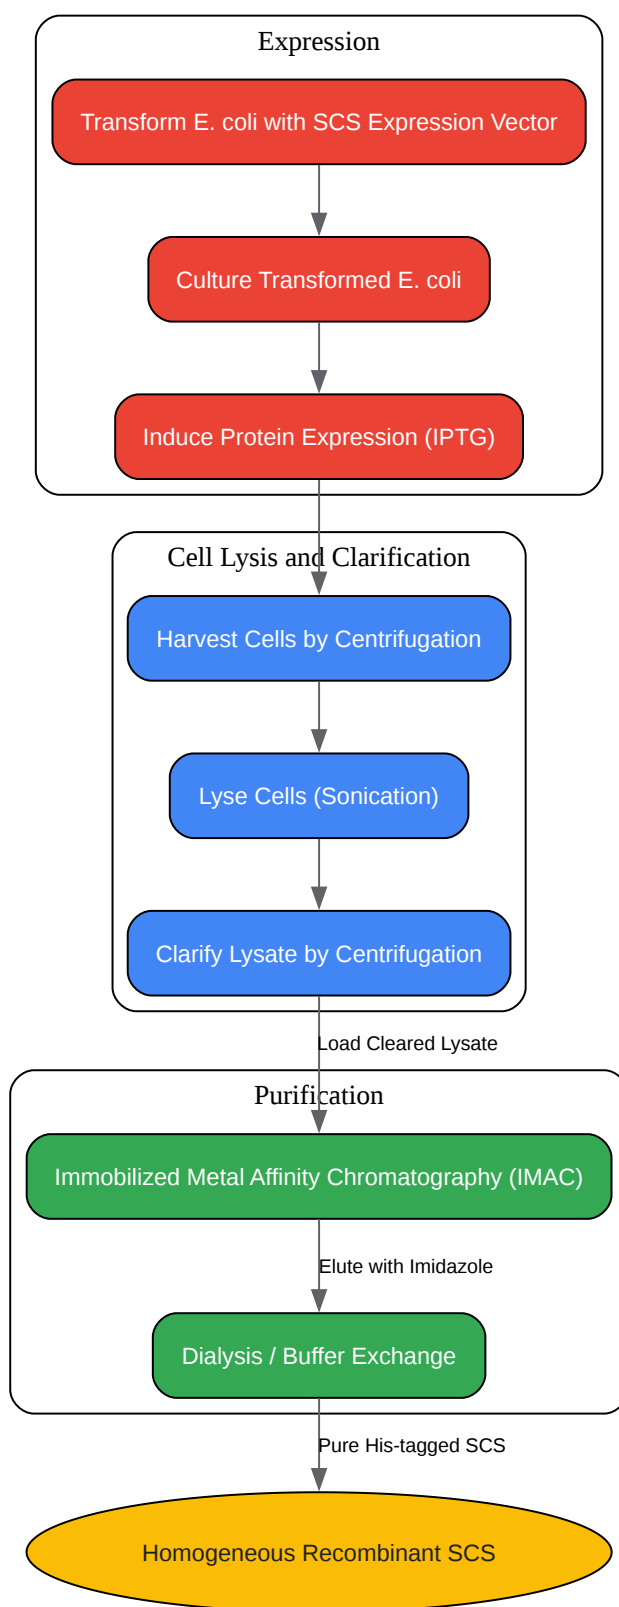 Expression
Transform E. coli with SCS Expression Vector
Culture Transformed E. coli
Induce Protein Expression (IPTG)
Cell Lysis and Clarification
Harvest Cells by Centrifugation
Lyse Cells (Sonication)
Clarify Lysate by Centrifugation
Load Cleared Lysate
Purification
Immobilized Metal Affinity Chromatography (IMAC)
Elute with Imidazole
Dialysis / Buffer Exchange
Pure His-tagged SCS
Homogeneous Recombinant SCS